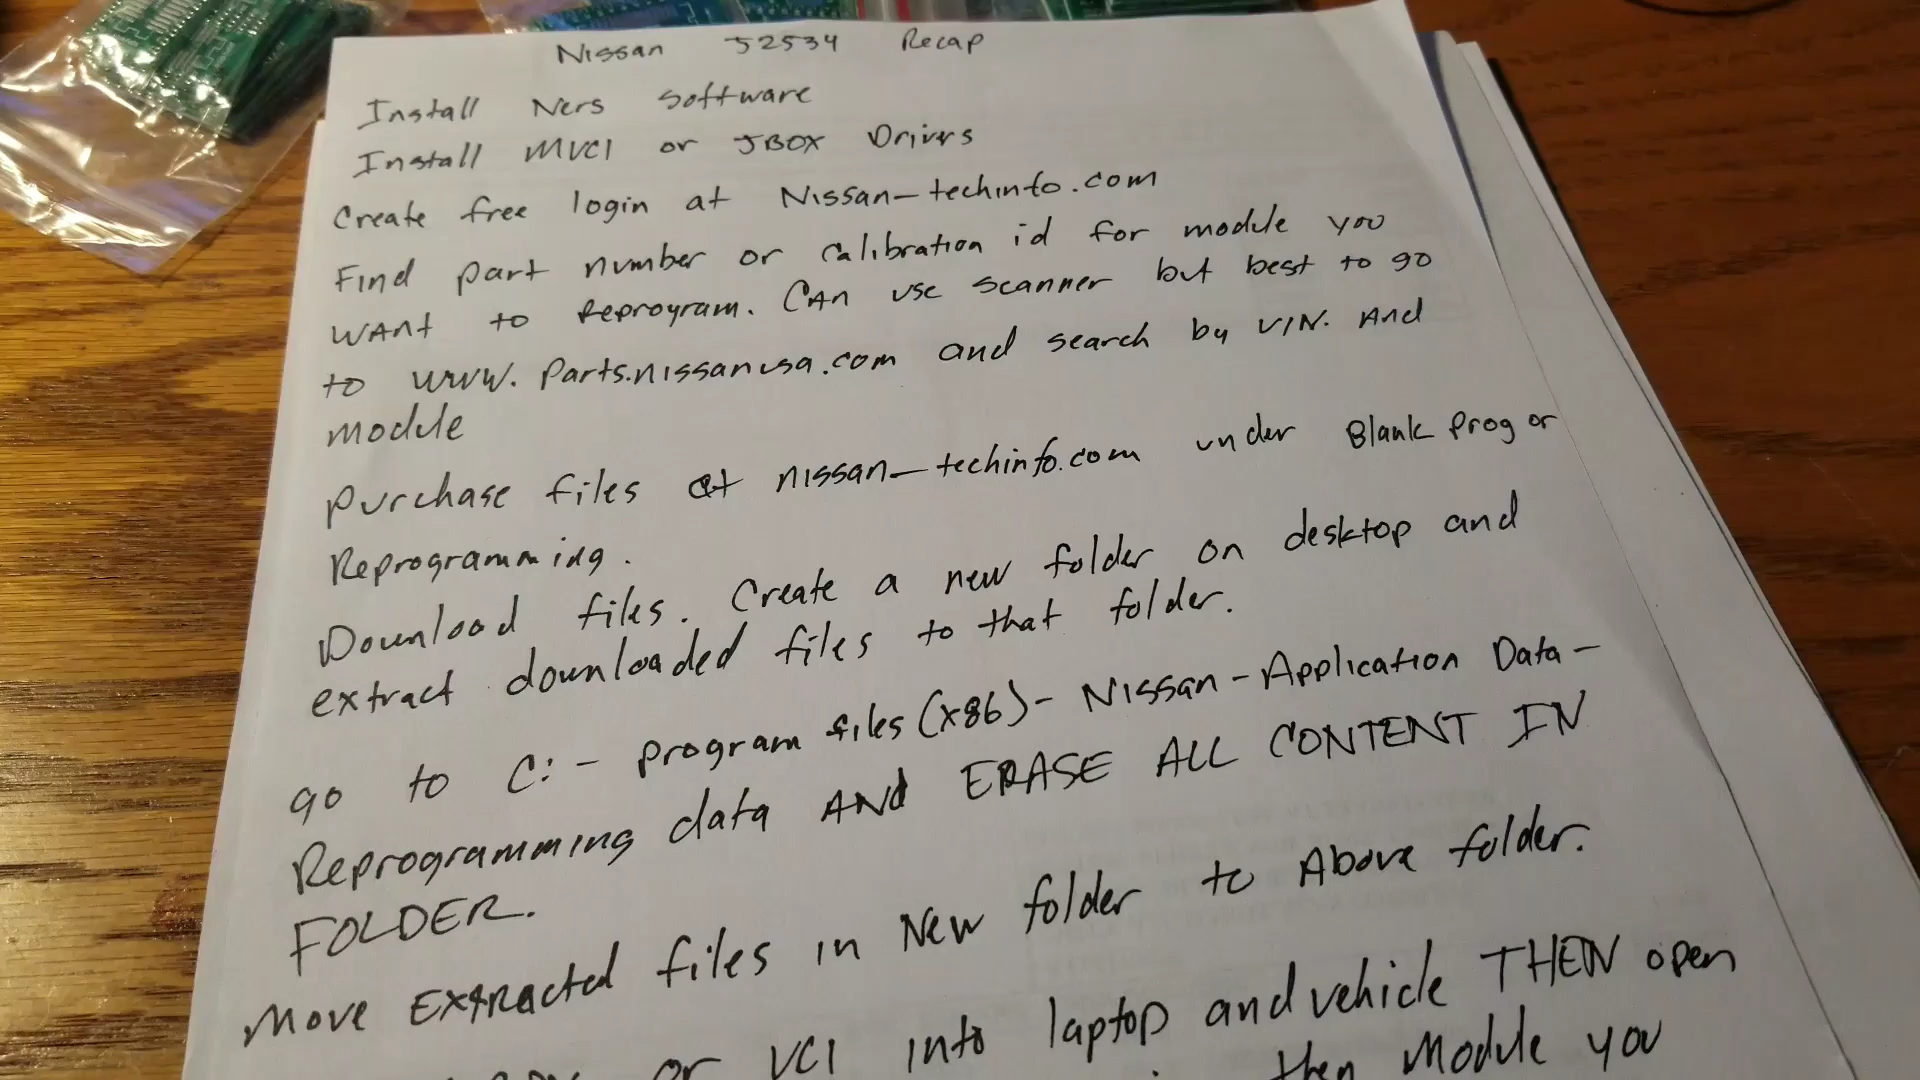 Nissan J2534 Recap
Install Ners Software
Install MVCI or JBOX Drivers
Create free login at Nissan-techinfo.com
Find part number or Calibration id for module you
WANt to Reprogram. CAn use scanner but best to go
to www.parts.nissanusa.com and search by VIN. And
module
Purchase files at nissan-techinfo.com under Blank Prog or
Reprogramming.
Download files. Create a new folder on desktop and
extract downloaded files to that folder.
go to C: - program files (x86) - Nissan - Application Data -
Reprogramming data AND ERASE ALL CONTENT IN
FOLDER.
Move Extracted files in New folder to Above folder.
or VCI into laptop and vehicle THEN open
then Module you